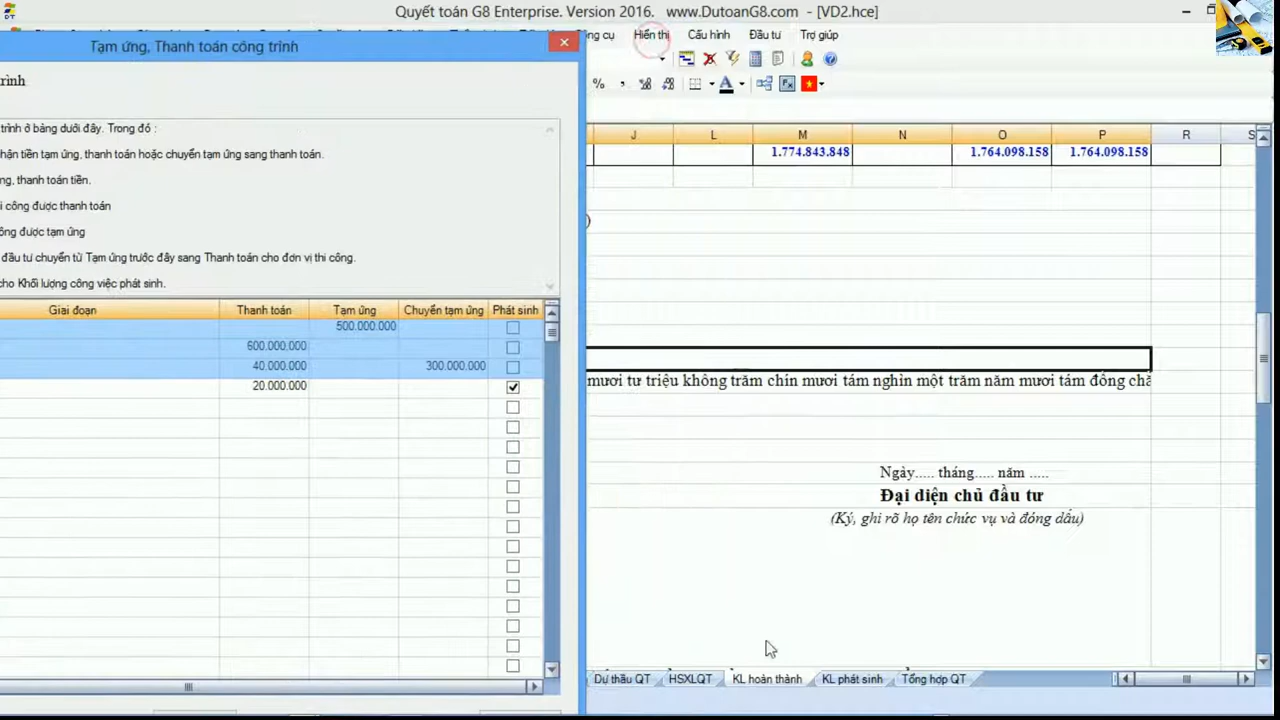 Quyết toán G8 Enterprise. Version 2016. www.DutoanG8.com - [VD2.hce]
Tạm ứng, Thanh toán công trình
cụ Hiển thị Cấu hình Đầu tư Trợ giúp
trình ở bảng dưới đây. Trong đó :
tiền tạm ứng, thanh toán hoặc chuyển tạm ứng sang thanh toán.
thanh toán tiền.
công được thanh toán
được tạm ứng
đầu tư chuyển từ Tạm ứng trước đây sang Thanh toán cho đơn vị thi công.
cho Khối lượng công việc phát sinh.
Giai đoạn Thanh toán Tạm ứng Chuyển tạm ứng Phát sinh
500.000.000
600.000.000
40.000.000 300.000.000
20.000.000
J L M N O P R S
1.774.843.848 1.764.098.158 1.764.098.158
)
mươi tư triệu không trăm chín mươi tám nghìn một trăm năm mươi tám đồng
Ngày..... tháng..... năm .....
Đại diện chủ đầu tư
(Ký, ghi rõ họ tên chức vụ và đóng dấu)
Dự thầu QT HSXLQT KL hoàn thành KL phát sinh Tổng hợp QT